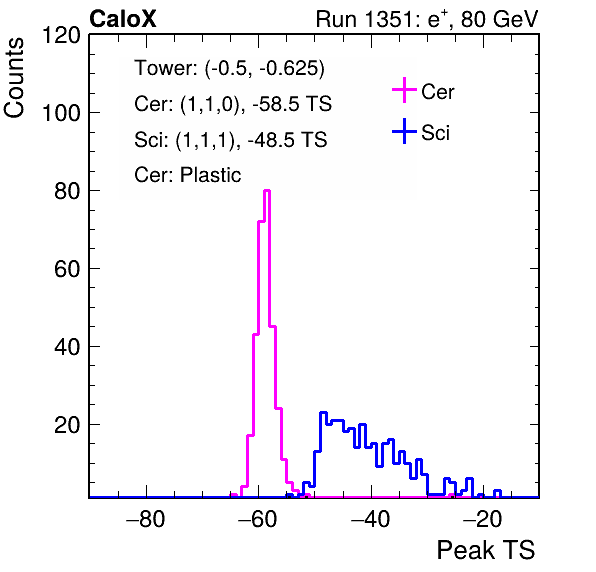 CaloX Run 1351: e⁺, 80 GeV
Counts
120
100
80
60
40
20
Tower: (-0.5, -0.625)
Cer: (1,1,0), -58.5 TS
Sci: (1,1,1), -48.5 TS
Cer: Plastic
Cer
Sci
−80 −60 −40 −20
Peak TS